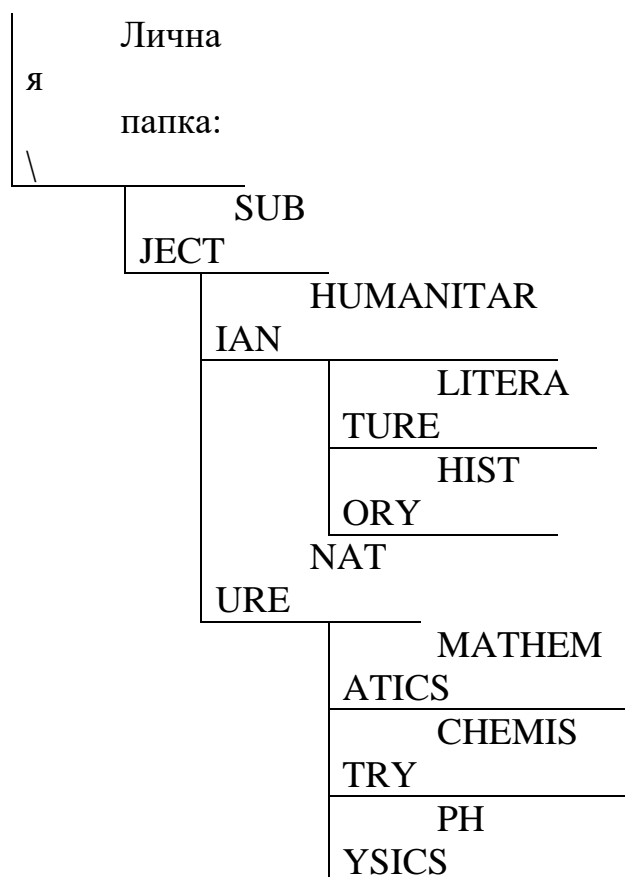 Лична
я
папка:
\
SUB
JECT
HUMANITAR
IAN
LITERA
TURE
HIST
ORY
NAT
URE
MATHEM
ATICS
CHEMIS
TRY
PH
YSICS